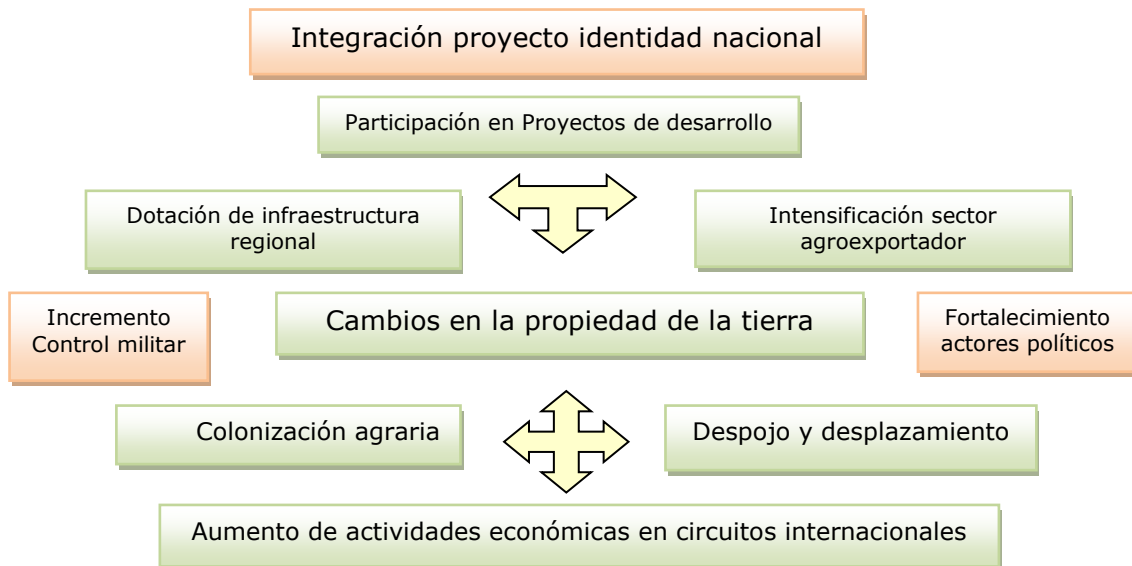 Integración proyecto identidad nacional
Participación en Proyectos de desarrollo
Dotación de infraestructura
regional
Intensificación sector
agroexportador
Incremento
Control militar
Cambios en la propiedad de la tierra
Fortalecimiento
actores políticos
Colonización agraria
Despojo y desplazamiento
Aumento de actividades económicas en circuitos internacionales